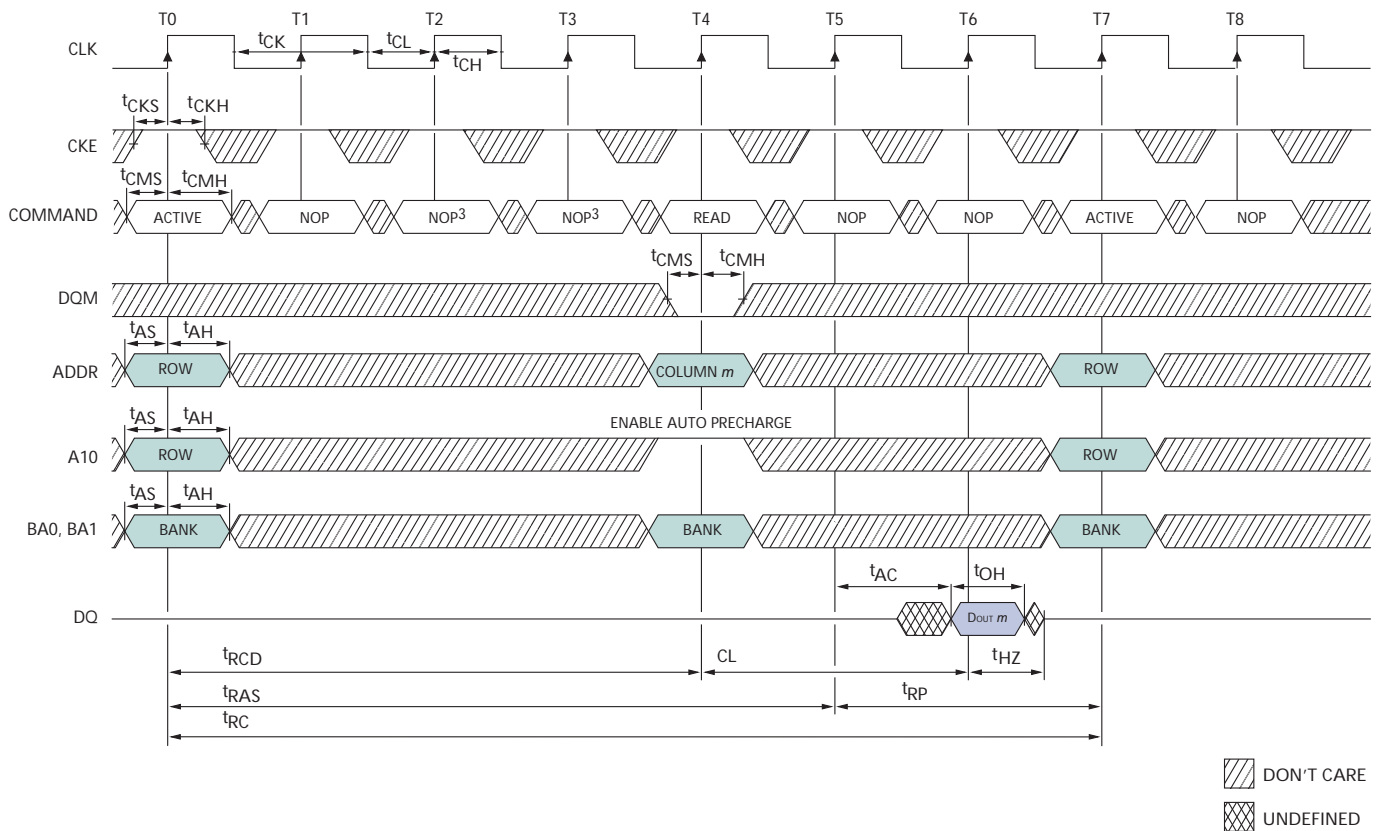 T0 T1 T2 T3 T4 T5 T6 T7 T8
CLK
tCK tCL
tCH
tCKS tCKH
CKE
tCMS tCMH
COMMAND ACTIVE NOP NOP3 NOP3 READ NOP NOP ACTIVE NOP
tCMS tCMH
DQM
tAS tAH
ADDR ROW COLUMN m ROW
tAS tAH
ENABLE AUTO PRECHARGE
A10 ROW ROW
tAS tAH
BA0, BA1 BANK BANK BANK
tAC tOH
DQ DOUT m
tRCD CL tHZ
tRAS tRP
tRC
DON'T CARE
UNDEFINED